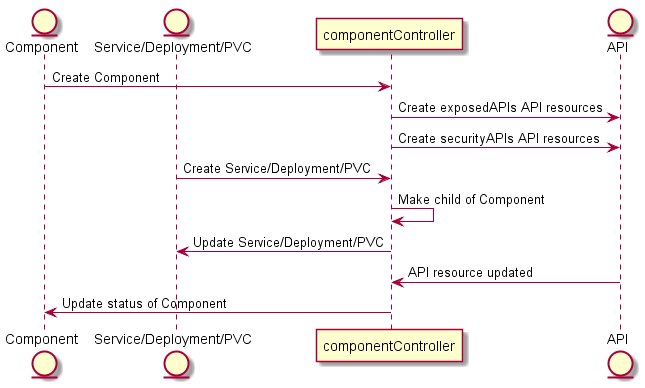 Component
Service/Deployment/PVC
componentController
API
Create Component
Create exposedAPIs API resources
Create securityAPIs API resources
Create Service/Deployment/PVC
Make child of Component
Update Service/Deployment/PVC
API resource updated
Update status of Component
Component
Service/Deployment/PVC
componentController
API